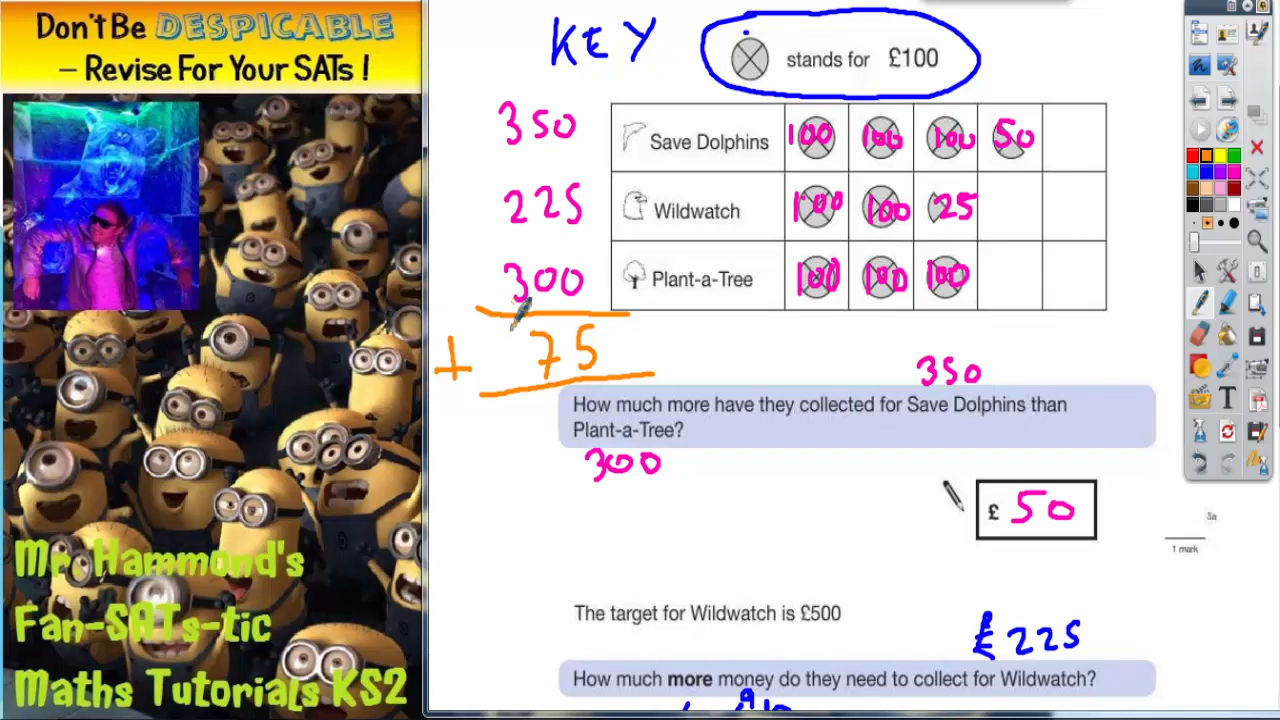 Don't Be DESPICABLE
– Revise For Your SATs !
Mr Hammond's
Fan-SATs-tic
Maths Tutorials KS2
KEY
stands for £100
350 Save Dolphins 100 100 100 50
225 Wildwatch 100 100 25
300 Plant-a-Tree 100 100 100
+ 75
350
How much more have they collected for Save Dolphins than
Plant-a-Tree?
300
£ 50
5a
1 mark
The target for Wildwatch is £500
£225
How much more money do they need to collect for Wildwatch?